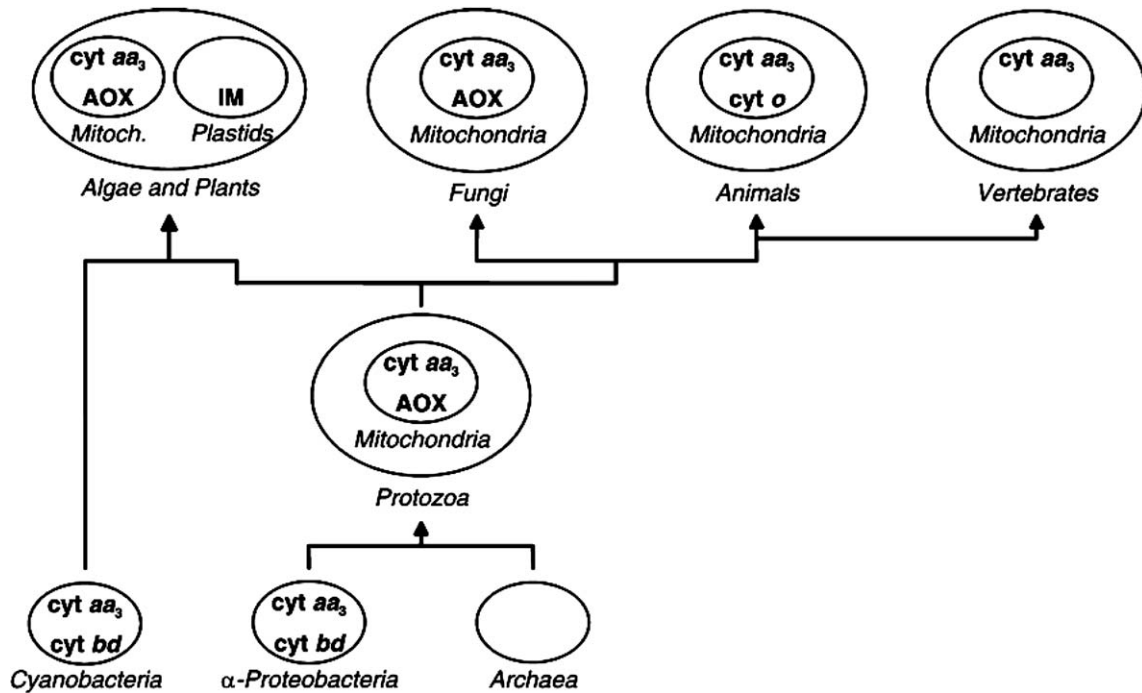 cyt aa₃
AOX
Mitoch.
IM
Plastids
Algae and Plants
cyt aa₃
AOX
Mitochondria
Fungi
cyt aa₃
cyt o
Mitochondria
Animals
cyt aa₃
Mitochondria
Vertebrates
cyt aa₃
AOX
Mitochondria
Protozoa
cyt aa₃
cyt bd
Cyanobacteria
cyt aa₃
cyt bd
α-Proteobacteria
Archaea